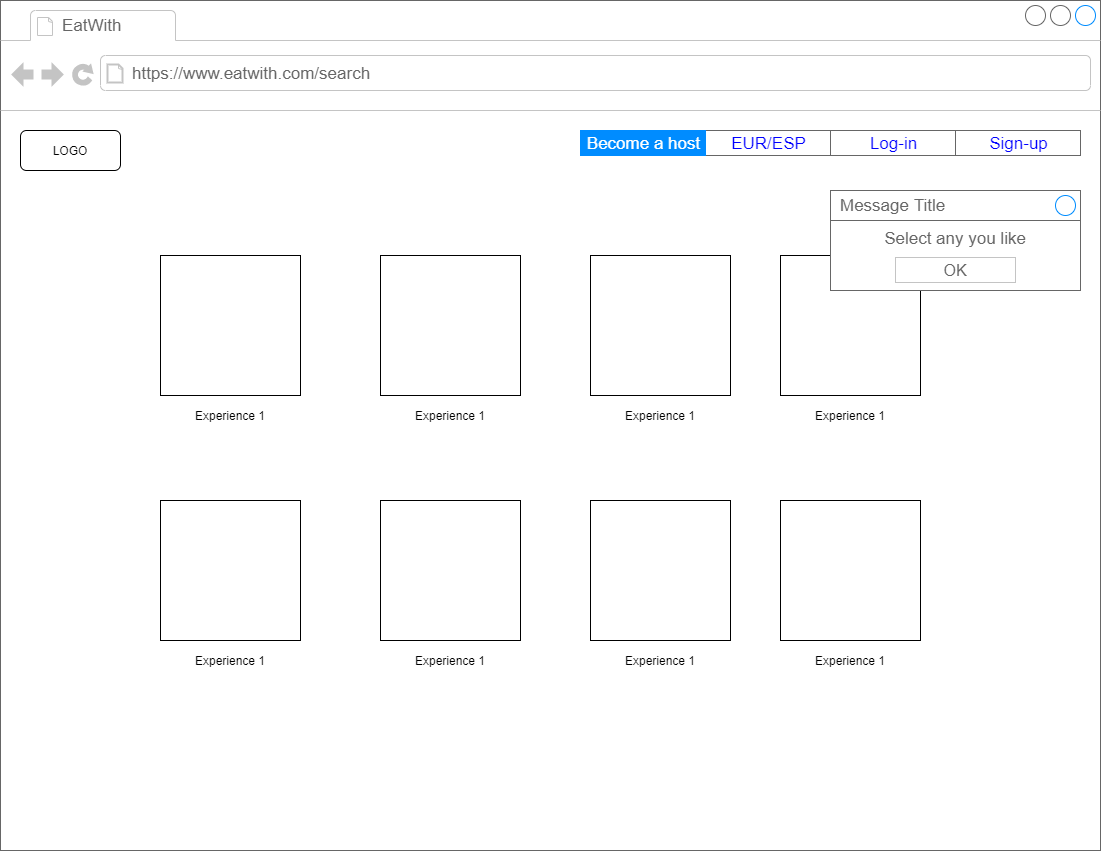 EatWith
https://www.eatwith.com/search
LOGO
Become a host EUR/ESP Log-in Sign-up
Message Title
Select any you like
OK
Experience 1 Experience 1 Experience 1 Experience 1
Experience 1 Experience 1 Experience 1 Experience 1